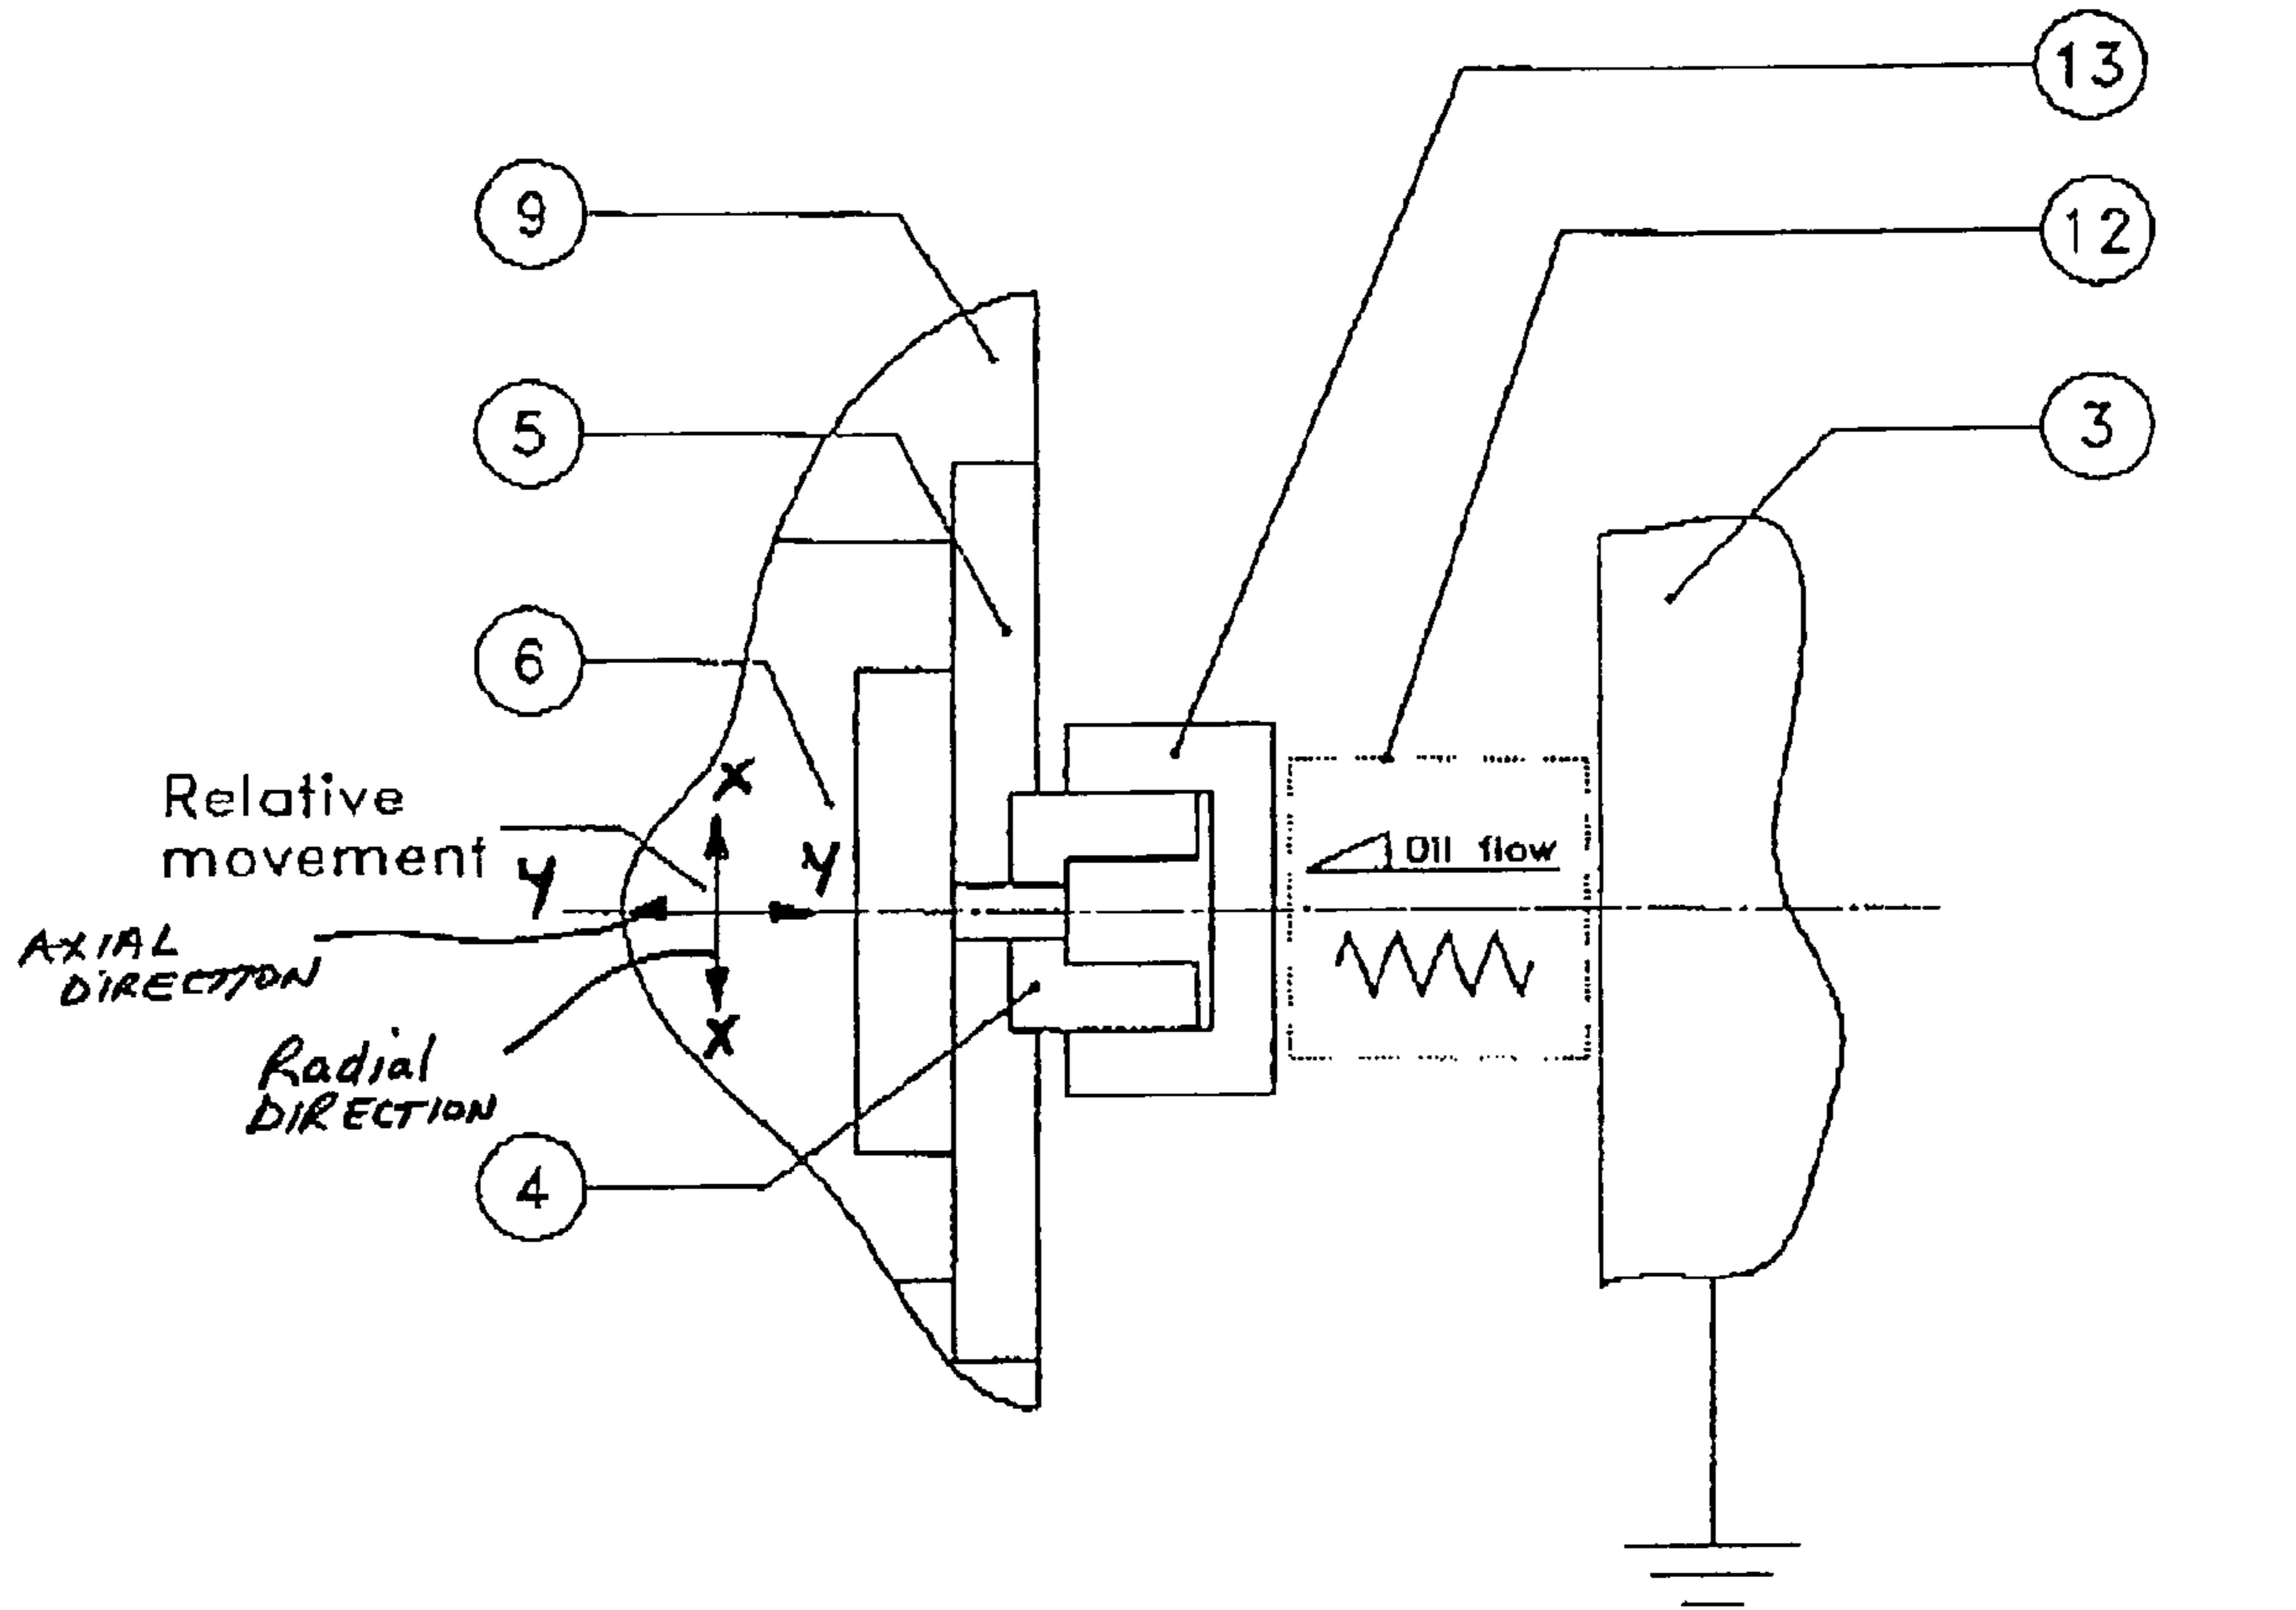 13
9
12
5
3
6
x
Relative
movement
y
y
Oil flow
AXIAL
DIRECTION
x
Radial
DIRECTION
4